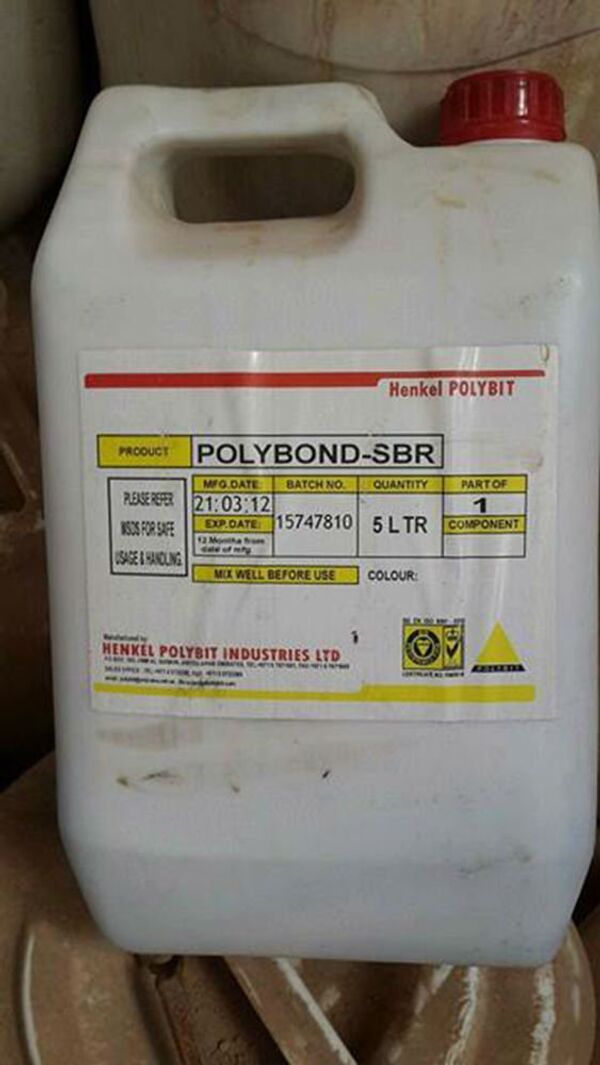 Henkel POLYBIT
PRODUCT POLYBOND-SBR
PLEASE REFER
MSDS FOR SAFE
USAGE & HANDLING.
MFG.DATE: BATCH NO. QUANTITY PART OF
21:03:12 15747810 5 LTR 1
EXP.DATE: COMPONENT
12 Months from
date of mfg
MIX WELL BEFORE USE COLOUR:
Manufactured by
HENKEL POLYBIT INDUSTRIES LTD
POLYBIT